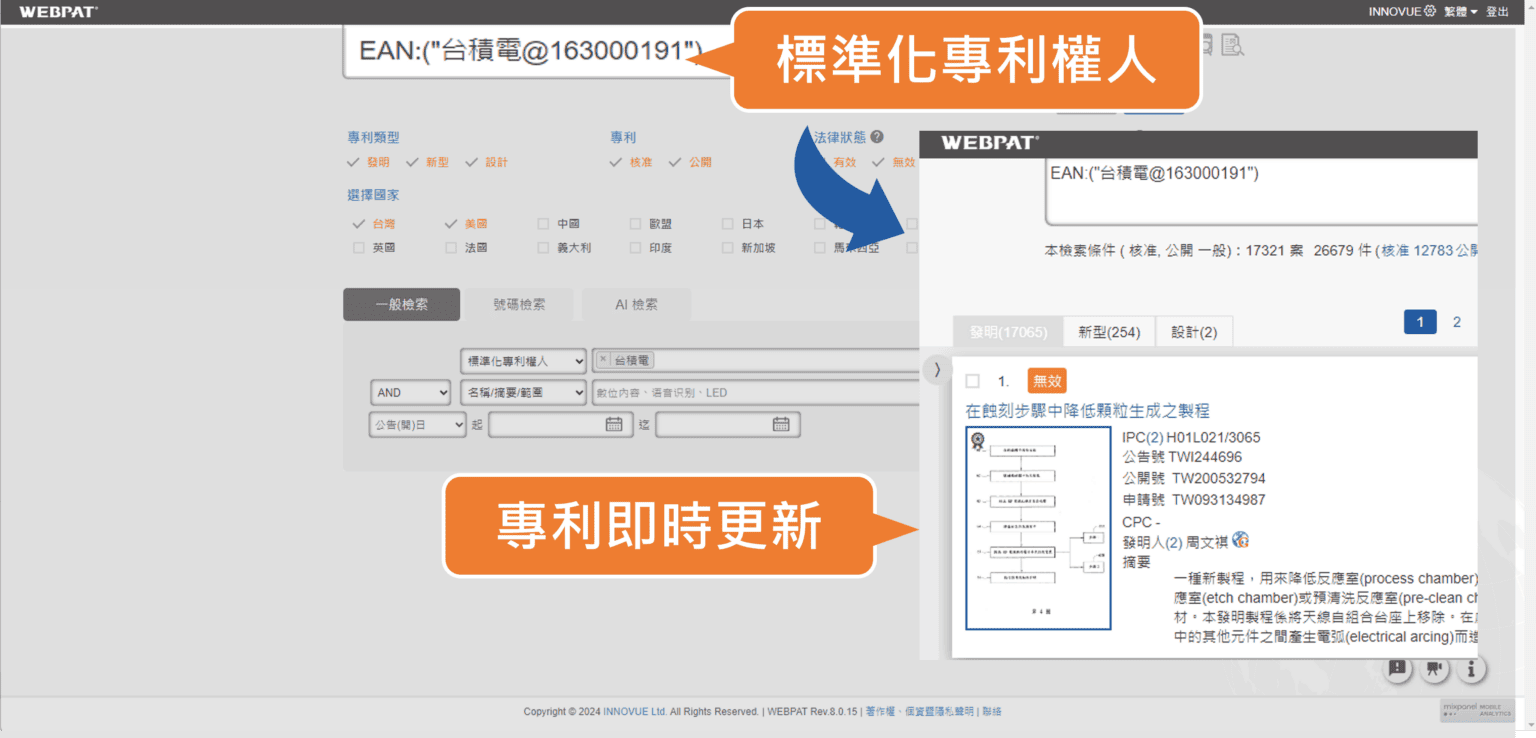 WEBPAT®
INNOVUE 繁體 登出
EAN:("台積電@163000191")
標準化專利權人
專利類型
發明 新型 設計
專利
核准 公開
法律狀態
有效 無效
選擇國家
台灣 美國 中國 歐盟 日本
英國 法國 義大利 印度 新加坡
一般檢索 號碼檢索 AI 檢索
標準化專利權人 × 台積電
AND 名稱/摘要/範圍 數位內容、语音识别、LED
公告(開)日 起 迄
專利即時更新
WEBPAT®
EAN:("台積電@163000191")
本檢索條件 ( 核准, 公開 一般) : 17321 案 26679 件 (核准 12783 公開
1 2
發明(17065) 新型(254) 設計(2)
1. 無效
在蝕刻步驟中降低顆粒生成之製程
IPC(2) H01L021/3065
公告號 TWI244696
公開號 TW200532794
申請號 TW093134987
CPC -
發明人(2) 周文祺
摘要
一種新製程，用來降低反應室(process chamber)
應室(etch chamber)或預清洗反應室(pre-clean
材。本發明製程係將天線自組合台座上移除。在
中的其他元件之間產生電弧(electrical arcing)而
第 4 圖
Copyright © 2024 INNOVUE Ltd. All Rights Reserved. | WEBPAT Rev.8.0.15 | 著作權、個資暨隱私聲明 | 聯絡
mixpanel MOBILE ANALYTICS